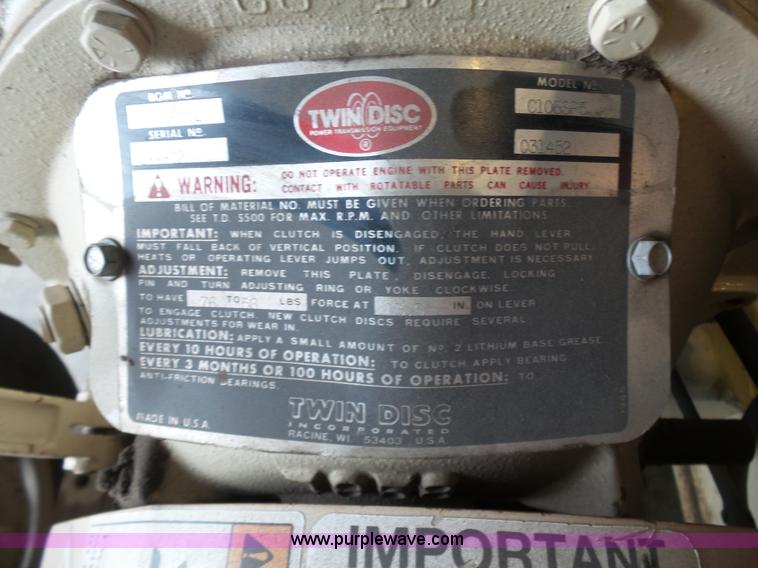 BOM No.
MODEL No.
TWIN DISC
POWER TRANSMISSION EQUIPMENT
®
SERIAL No.
031452
WARNING: DO NOT OPERATE ENGINE WITH THIS PLATE REMOVED.
CONTACT WITH ROTATABLE PARTS CAN CAUSE INJURY
BILL OF MATERIAL NO. MUST BE GIVEN WHEN ORDERING PARTS.
SEE T.D. 5500 FOR MAX. R.P.M. AND OTHER LIMITATIONS
IMPORTANT: WHEN CLUTCH IS DISENGAGED, THE HAND LEVER
MUST FALL BACK OF VERTICAL POSITION. IF CLUTCH DOES NOT PULL,
HEATS OR OPERATING LEVER JUMPS OUT, ADJUSTMENT IS NECESSARY
ADJUSTMENT: REMOVE THIS PLATE, DISENGAGE LOCKING
PIN AND TURN ADJUSTING RING OR YOKE CLOCKWISE.
TO HAVE TO LBS FORCE AT IN. ON LEVER
TO ENGAGE CLUTCH. NEW CLUTCH DISCS REQUIRE SEVERAL
ADJUSTMENTS FOR WEAR IN.
LUBRICATION: APPLY A SMALL AMOUNT OF No. 2 LITHIUM BASE GREASE
EVERY 10 HOURS OF OPERATION: TO CLUTCH APPLY BEARING
EVERY 3 MONTHS OR 100 HOURS OF OPERATION: TO
ANTI-FRICTION BEARINGS.
TWIN DISC
INCORPORATED
MADE IN U.S.A.
RACINE, WI. 53403 U.S.A.
IMPORTANT
www.purplewave.com